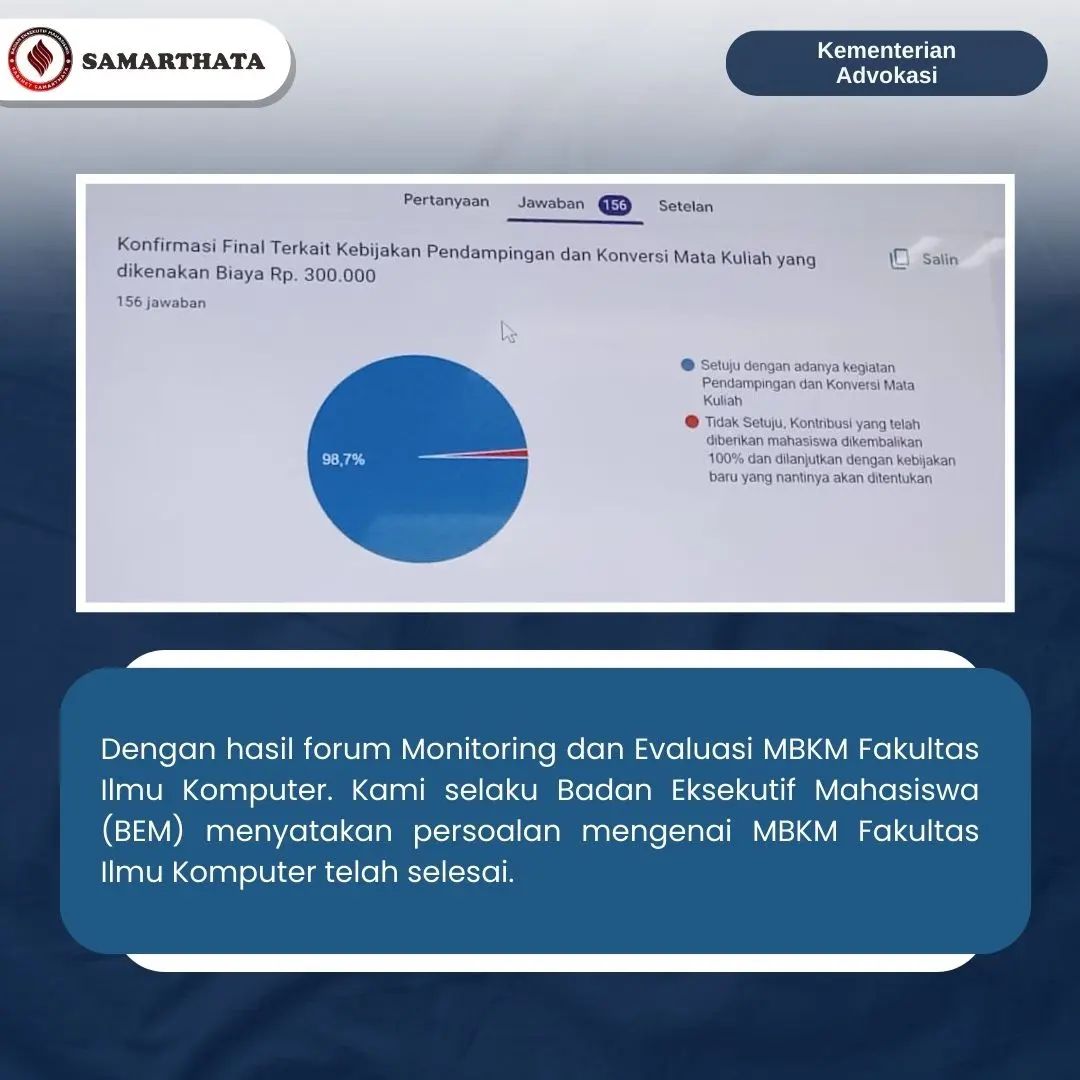 SAMARTHATA
Kementerian
Advokasi
Pertanyaan
Jawaban 156
Setelan
Konfirmasi Final Terkait Kebijakan Pendampingan dan Konversi Mata Kuliah yang
dikenakan Biaya Rp. 300.000
Salin
156 jawaban
98,7%
Setuju dengan adanya kegiatan
Pendampingan dan Konversi Mata
Kuliah
Tidak Setuju, Kontribusi yang telah
diberikan mahasiswa dikembalikan
100% dan dilanjutkan dengan kebijakan
baru yang nantinya akan ditentukan
Dengan hasil forum Monitoring dan Evaluasi MBKM Fakultas
Ilmu Komputer. Kami selaku Badan Eksekutif Mahasiswa
(BEM) menyatakan persoalan mengenai MBKM Fakultas
Ilmu Komputer telah selesai.